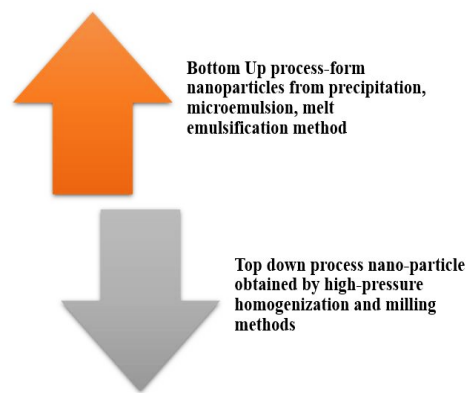 Bottom Up process-form
nanoparticles from precipitation,
microemulsion, melt
emulsification method
Top down process nano-particle
obtained by high-pressure
homogenization and milling
methods